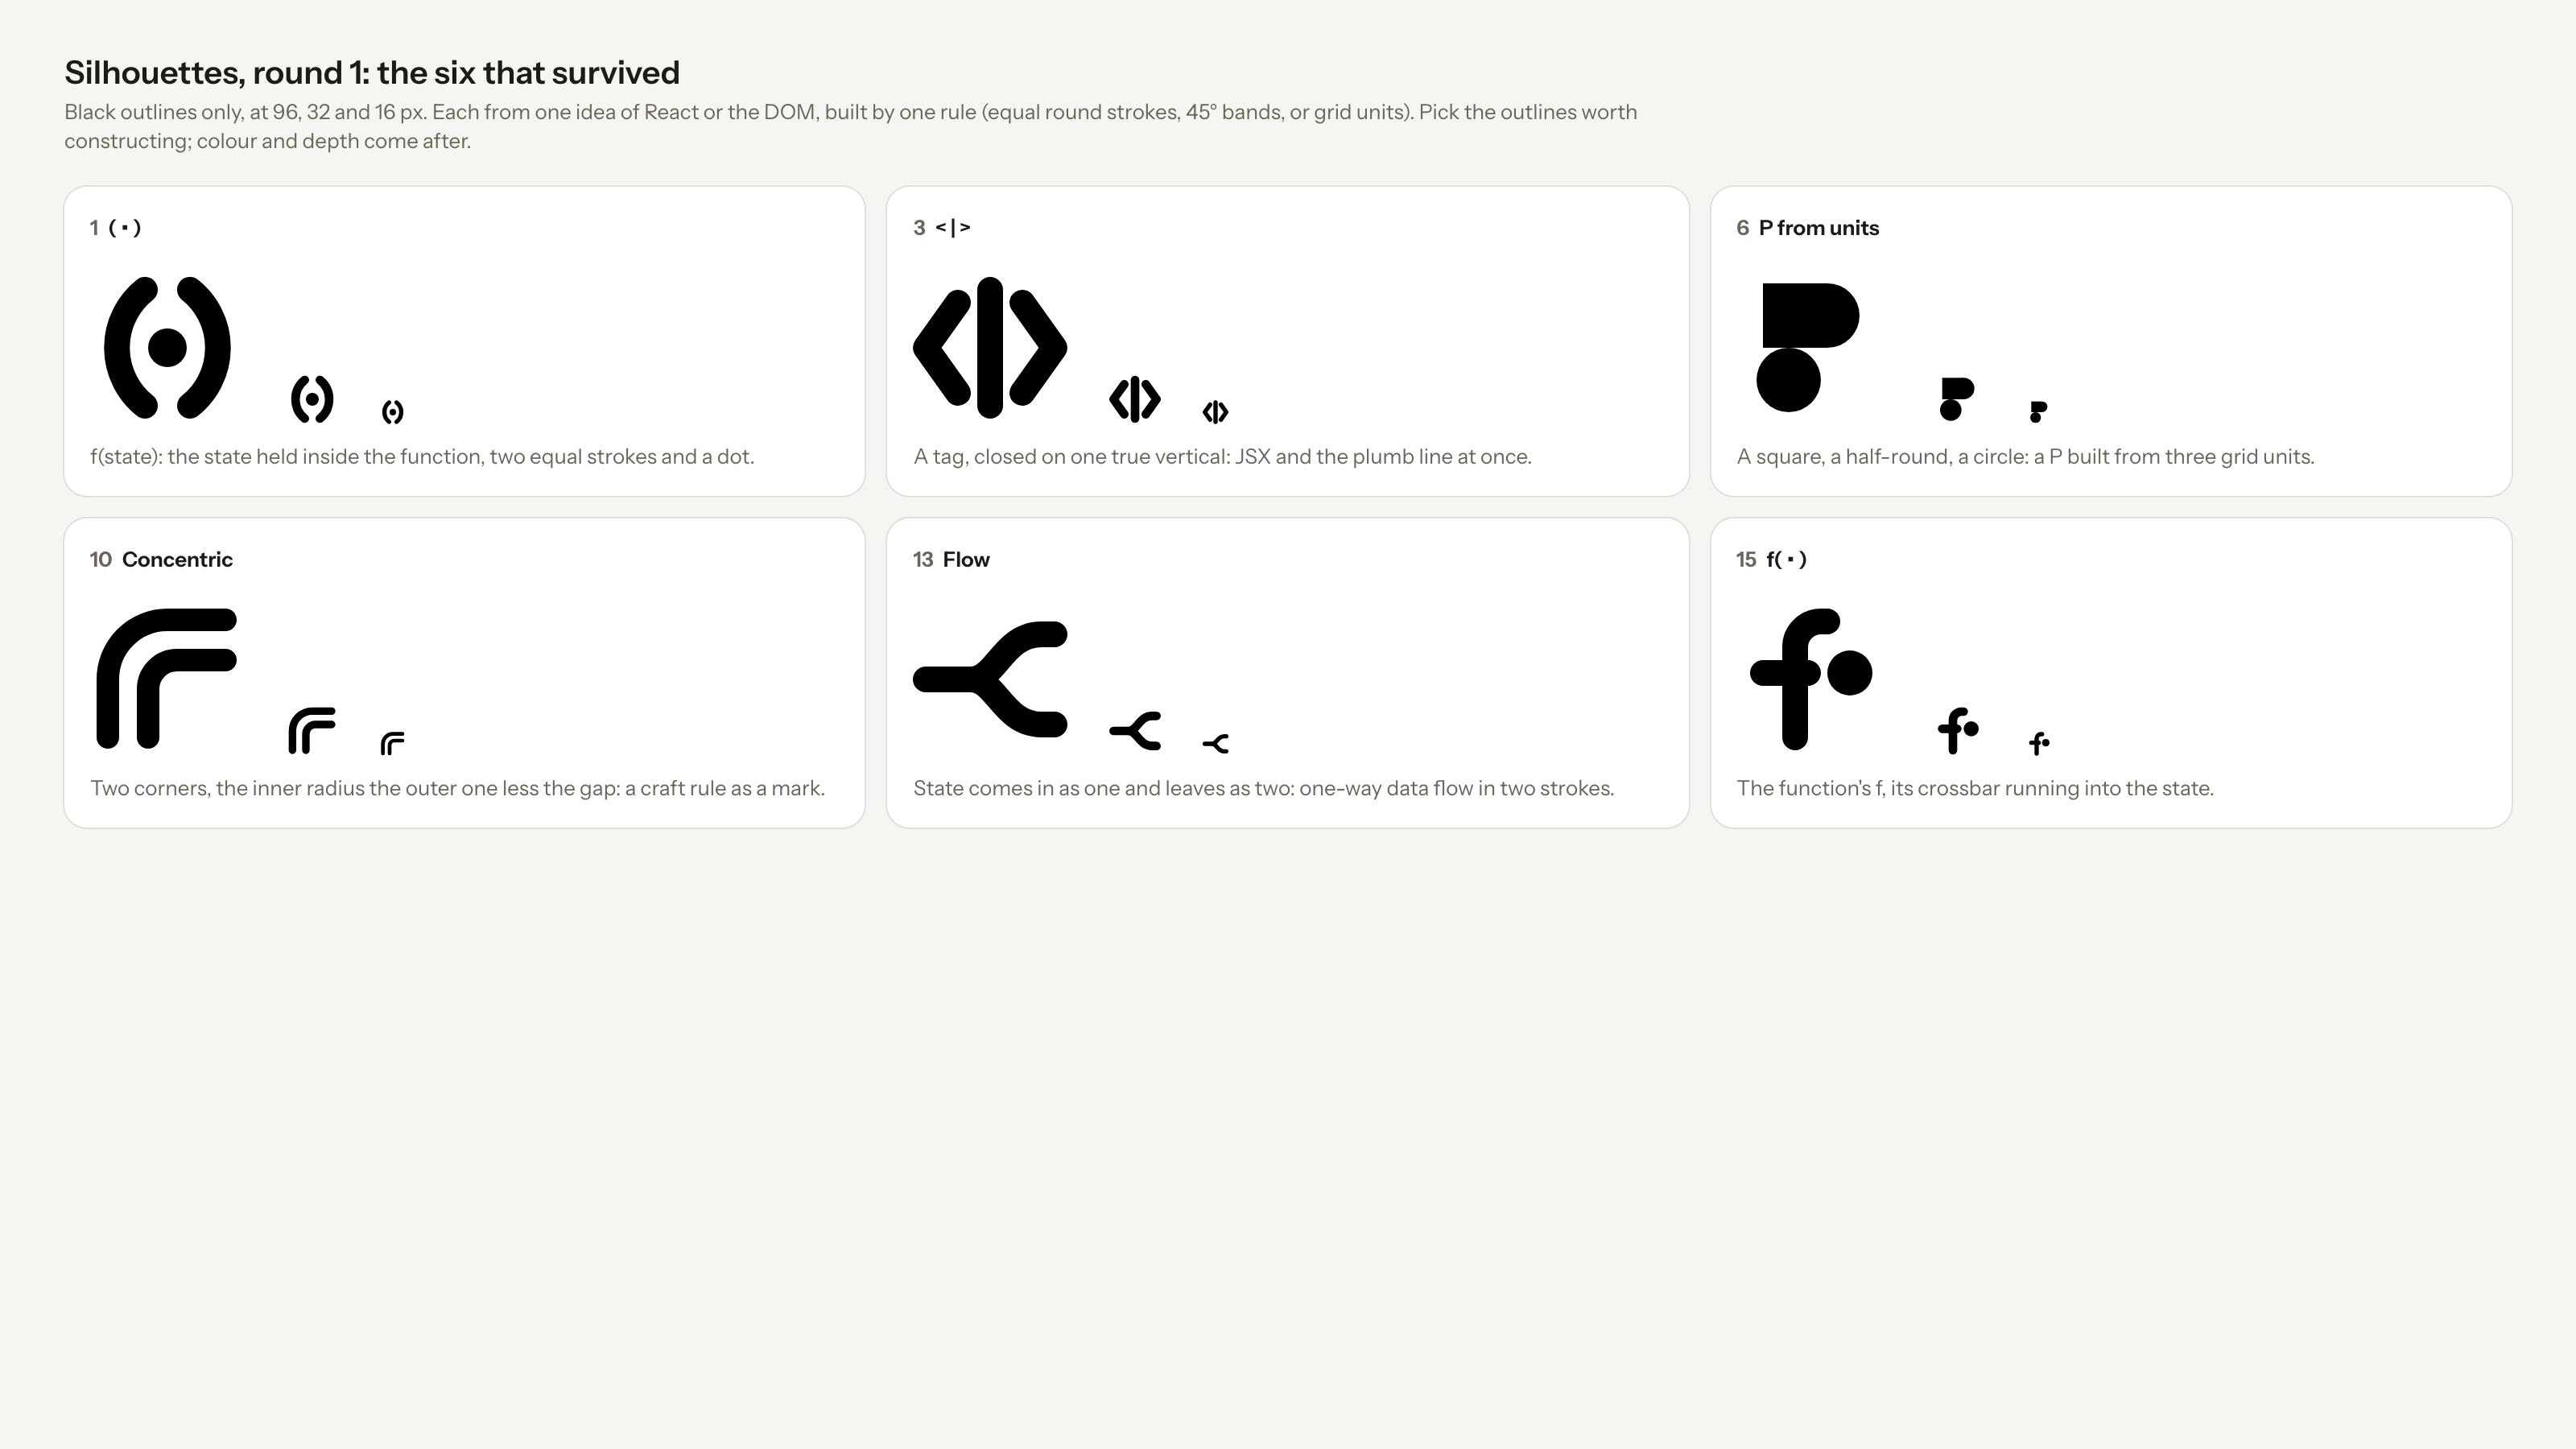 Silhouettes, round 1: the six that survived
Black outlines only, at 96, 32 and 16 px. Each from one idea of React or the DOM, built by one rule (equal round strokes, 45° bands, or grid units). Pick the outlines worth
constructing; colour and depth come after.
1 (▪)
f(state): the state held inside the function, two equal strokes and a dot.
3 <|>
A tag, closed on one true vertical: JSX and the plumb line at once.
6 P from units
A square, a half-round, a circle: a P built from three grid units.
10 Concentric
Two corners, the inner radius the outer one less the gap: a craft rule as a mark.
13 Flow
State comes in as one and leaves as two: one-way data flow in two strokes.
15 f(▪)
The function's f, its crossbar running into the state.